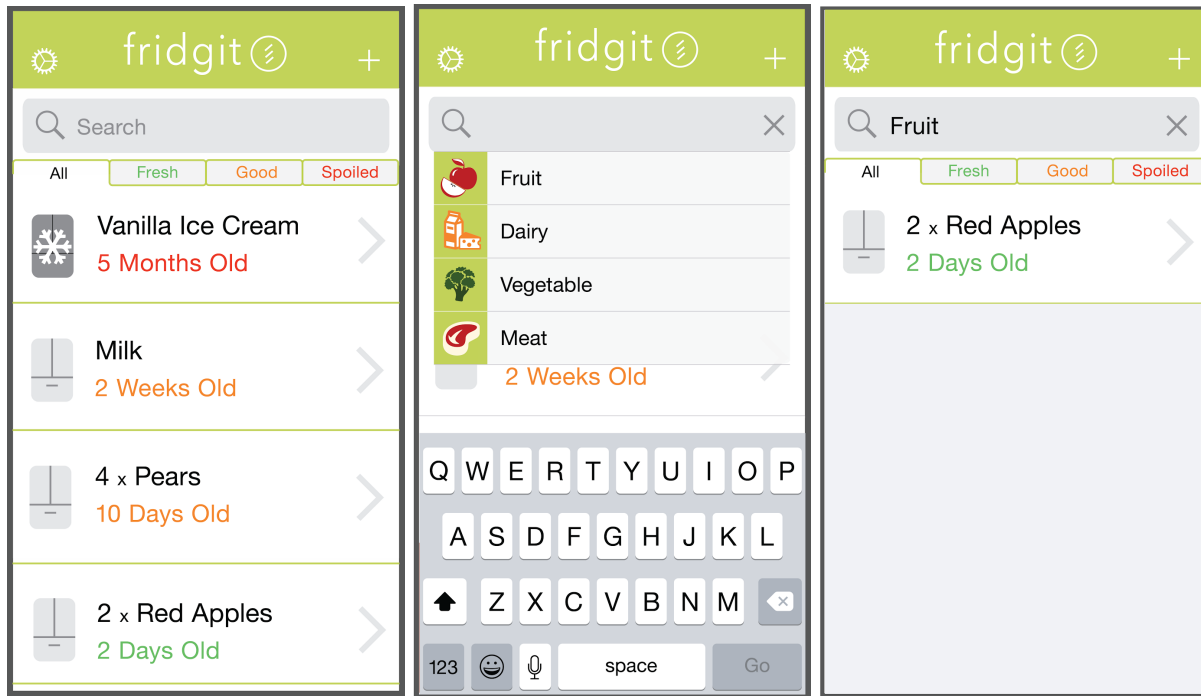 fridgit
+
Search
All Fresh Good Spoiled
Vanilla Ice Cream
5 Months Old
Milk
2 Weeks Old
4 x Pears
10 Days Old
2 x Red Apples
2 Days Old
fridgit
+
Fruit
Dairy
Vegetable
Meat
2 Weeks Old
Q W E R T Y U I O P
A S D F G H J K L
Z X C V B N M
123 space Go
fridgit
+
Fruit
All Fresh Good Spoiled
2 x Red Apples
2 Days Old